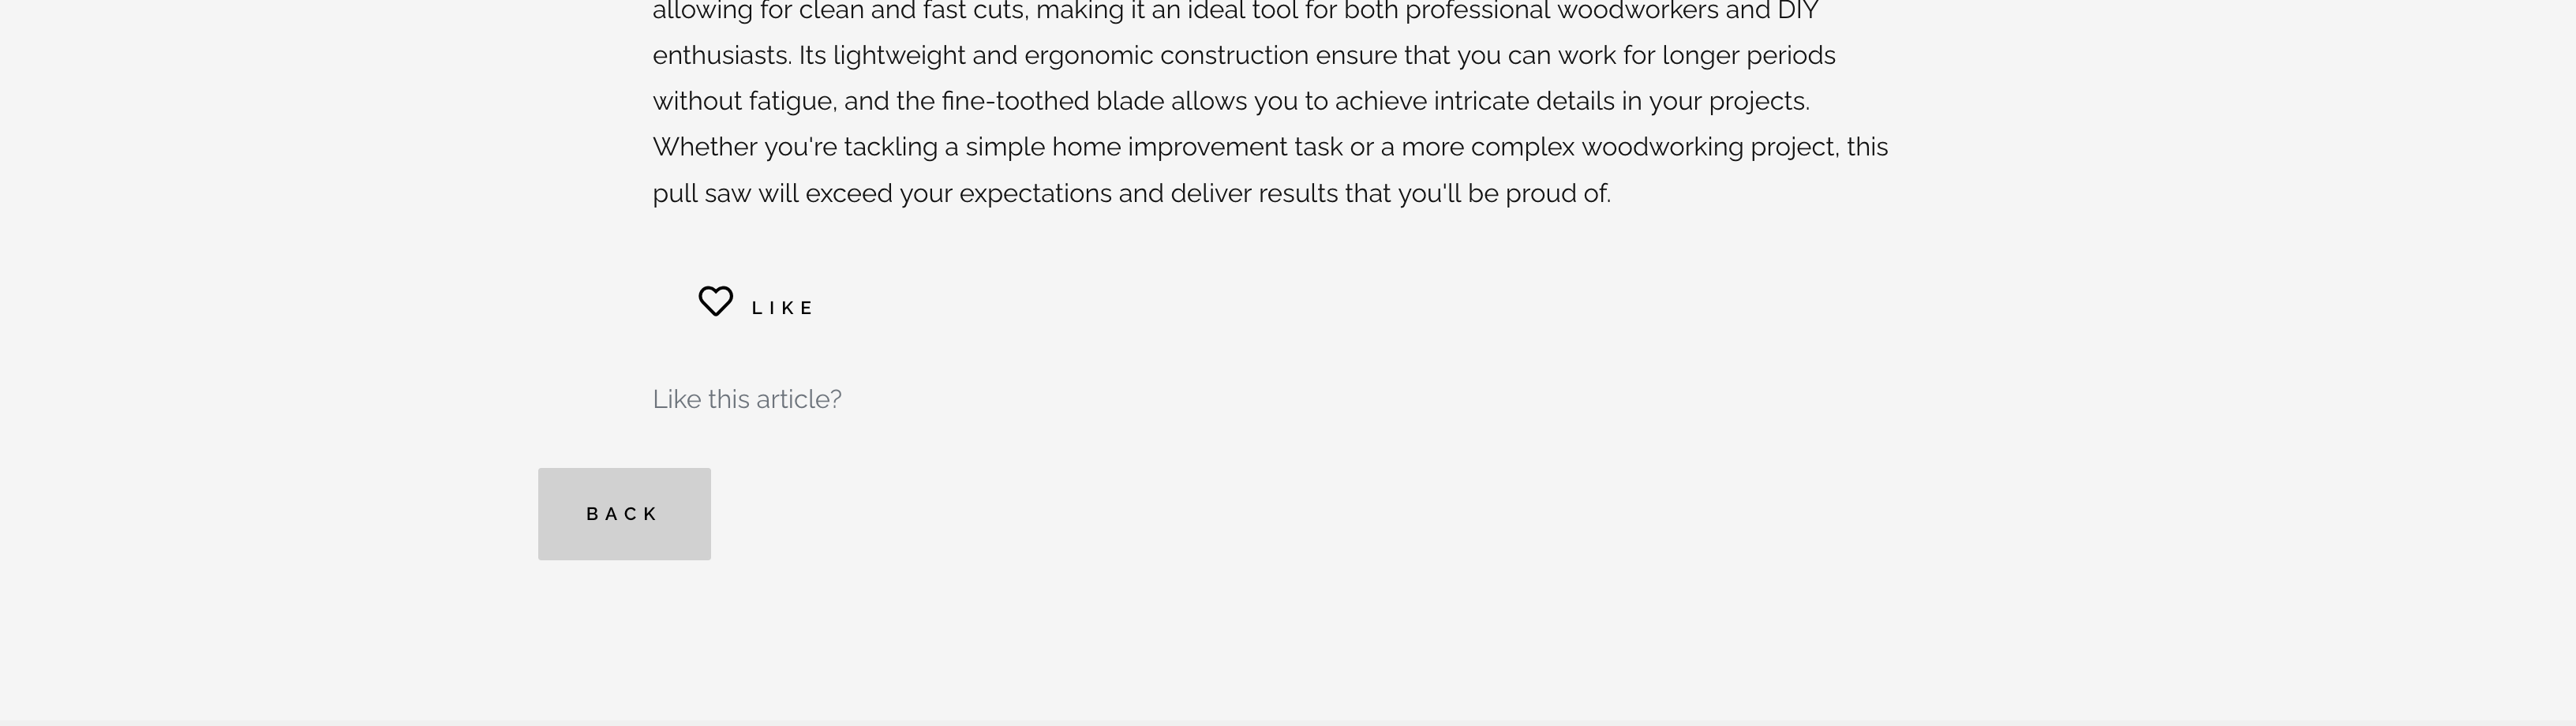 allowing for clean and fast cuts, making it an ideal tool for both professional woodworkers and DIY
enthusiasts. Its lightweight and ergonomic construction ensure that you can work for longer periods
without fatigue, and the fine-toothed blade allows you to achieve intricate details in your projects.
Whether you're tackling a simple home improvement task or a more complex woodworking project, this
pull saw will exceed your expectations and deliver results that you'll be proud of.
LIKE
Like this article?
BACK